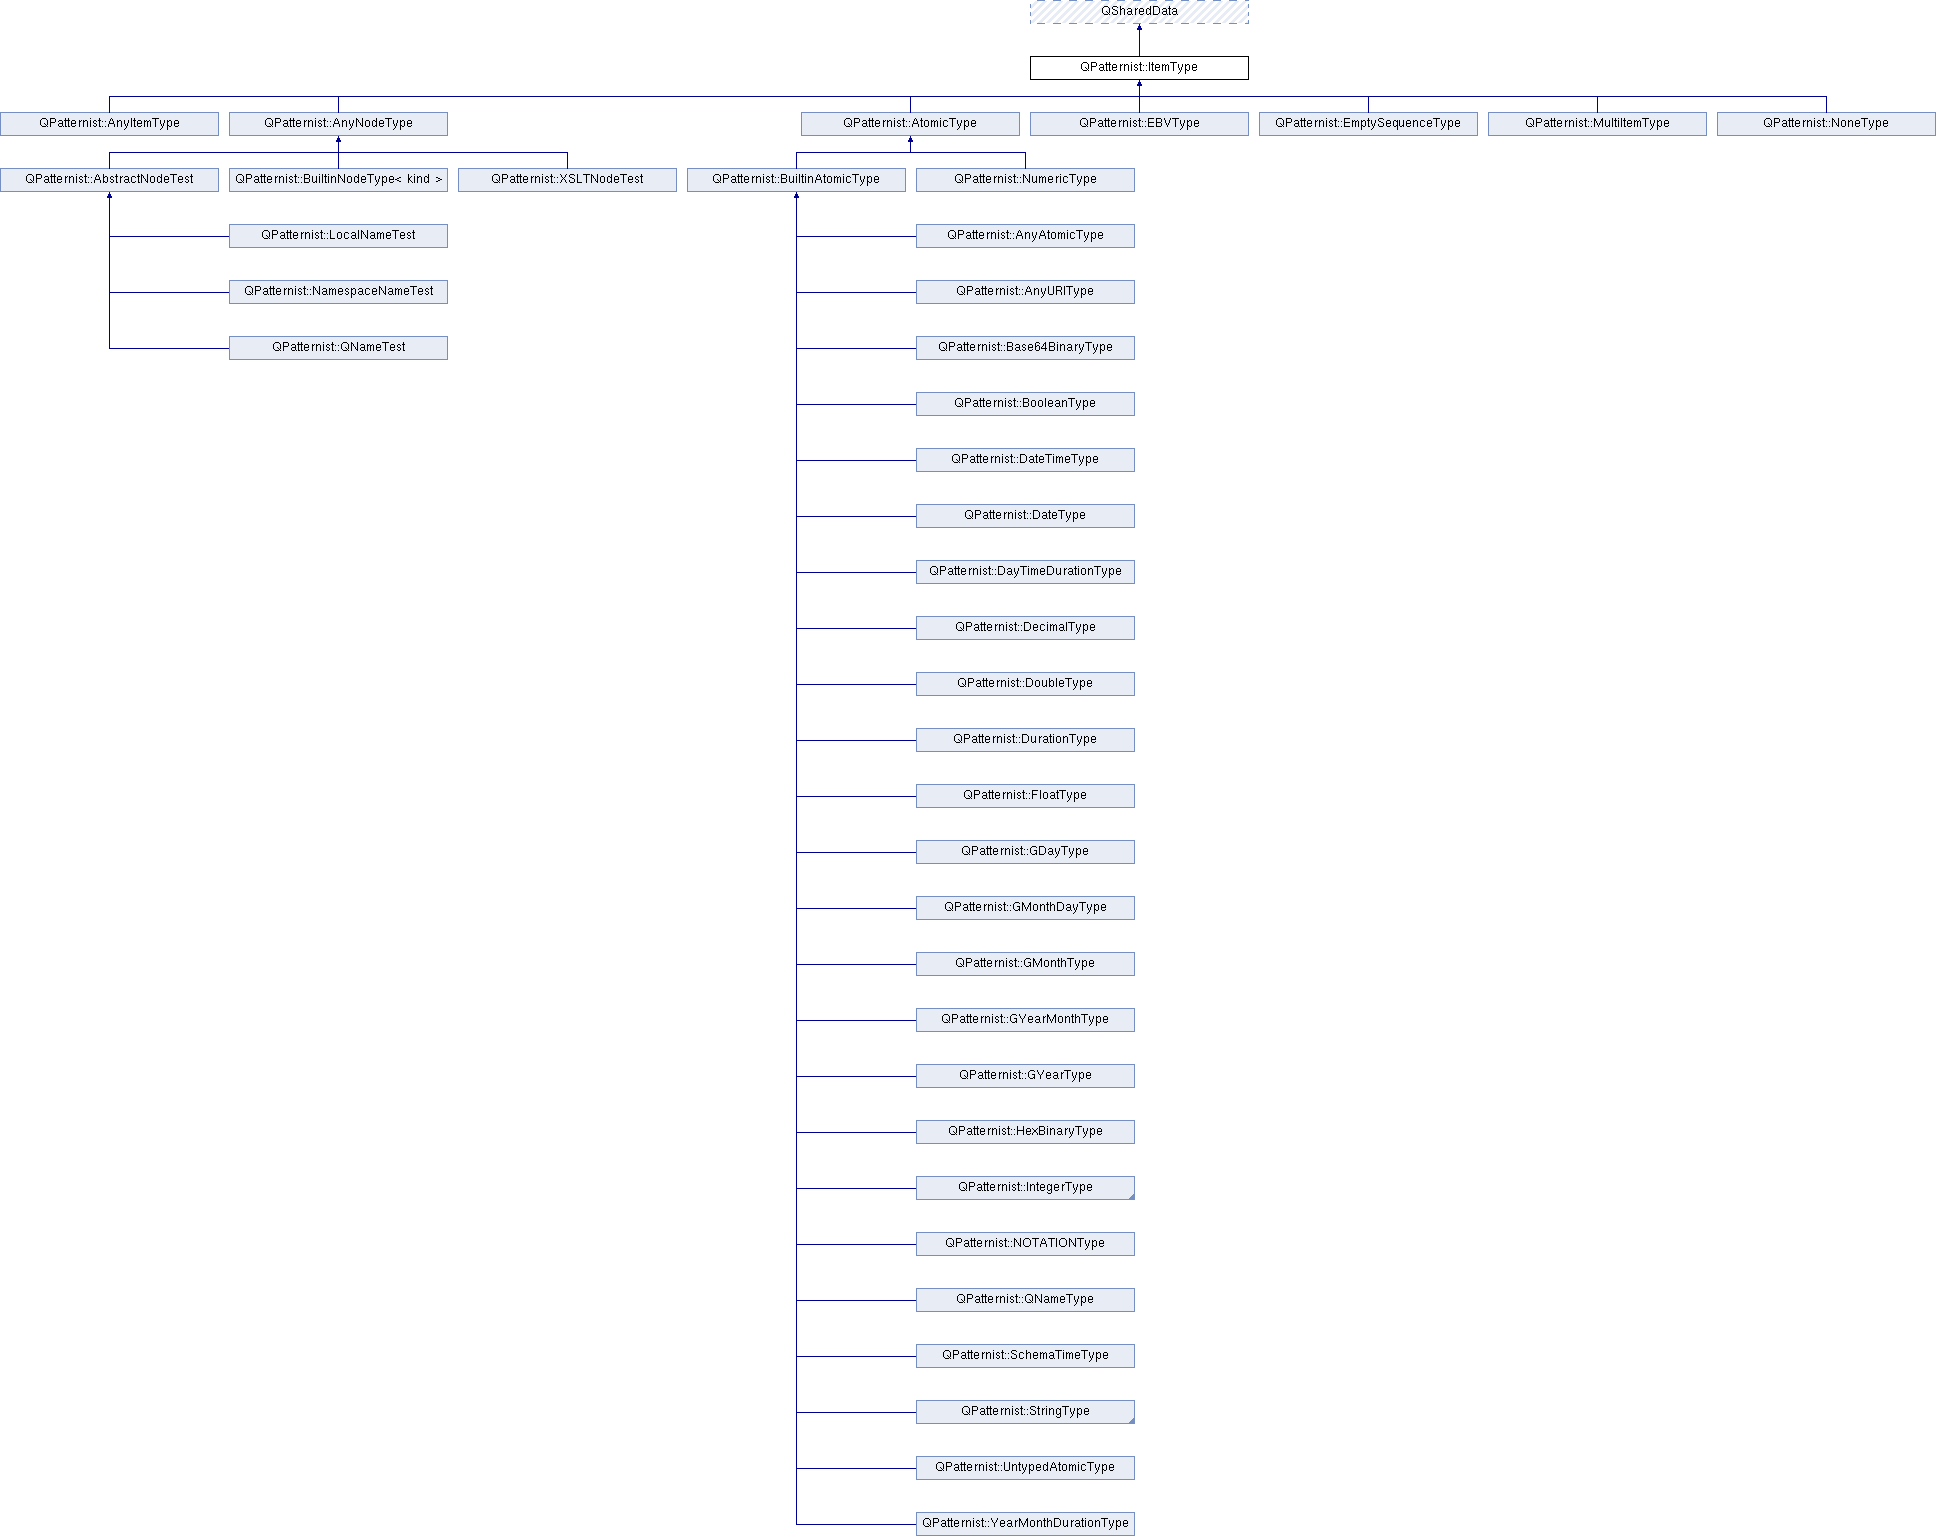 QSharedData
QPatternist::ItemType
QPatternist::AnyItemType
QPatternist::AnyNodeType
QPatternist::AtomicType
QPatternist::EBVType
QPatternist::EmptySequenceType
QPatternist::MultiItemType
QPatternist::NoneType
QPatternist::AbstractNodeTest
QPatternist::BuiltinNodeType< kind >
QPatternist::XSLTNodeTest
QPatternist::BuiltinAtomicType
QPatternist::NumericType
QPatternist::LocalNameTest
QPatternist::AnyAtomicType
QPatternist::NamespaceNameTest
QPatternist::AnyURIType
QPatternist::QNameTest
QPatternist::Base64BinaryType
QPatternist::BooleanType
QPatternist::DateTimeType
QPatternist::DateType
QPatternist::DayTimeDurationType
QPatternist::DecimalType
QPatternist::DoubleType
QPatternist::DurationType
QPatternist::FloatType
QPatternist::GDayType
QPatternist::GMonthDayType
QPatternist::GMonthType
QPatternist::GYearMonthType
QPatternist::GYearType
QPatternist::HexBinaryType
QPatternist::IntegerType
QPatternist::NOTATIONType
QPatternist::QNameType
QPatternist::SchemaTimeType
QPatternist::StringType
QPatternist::UntypedAtomicType
QPatternist::YearMonthDurationType